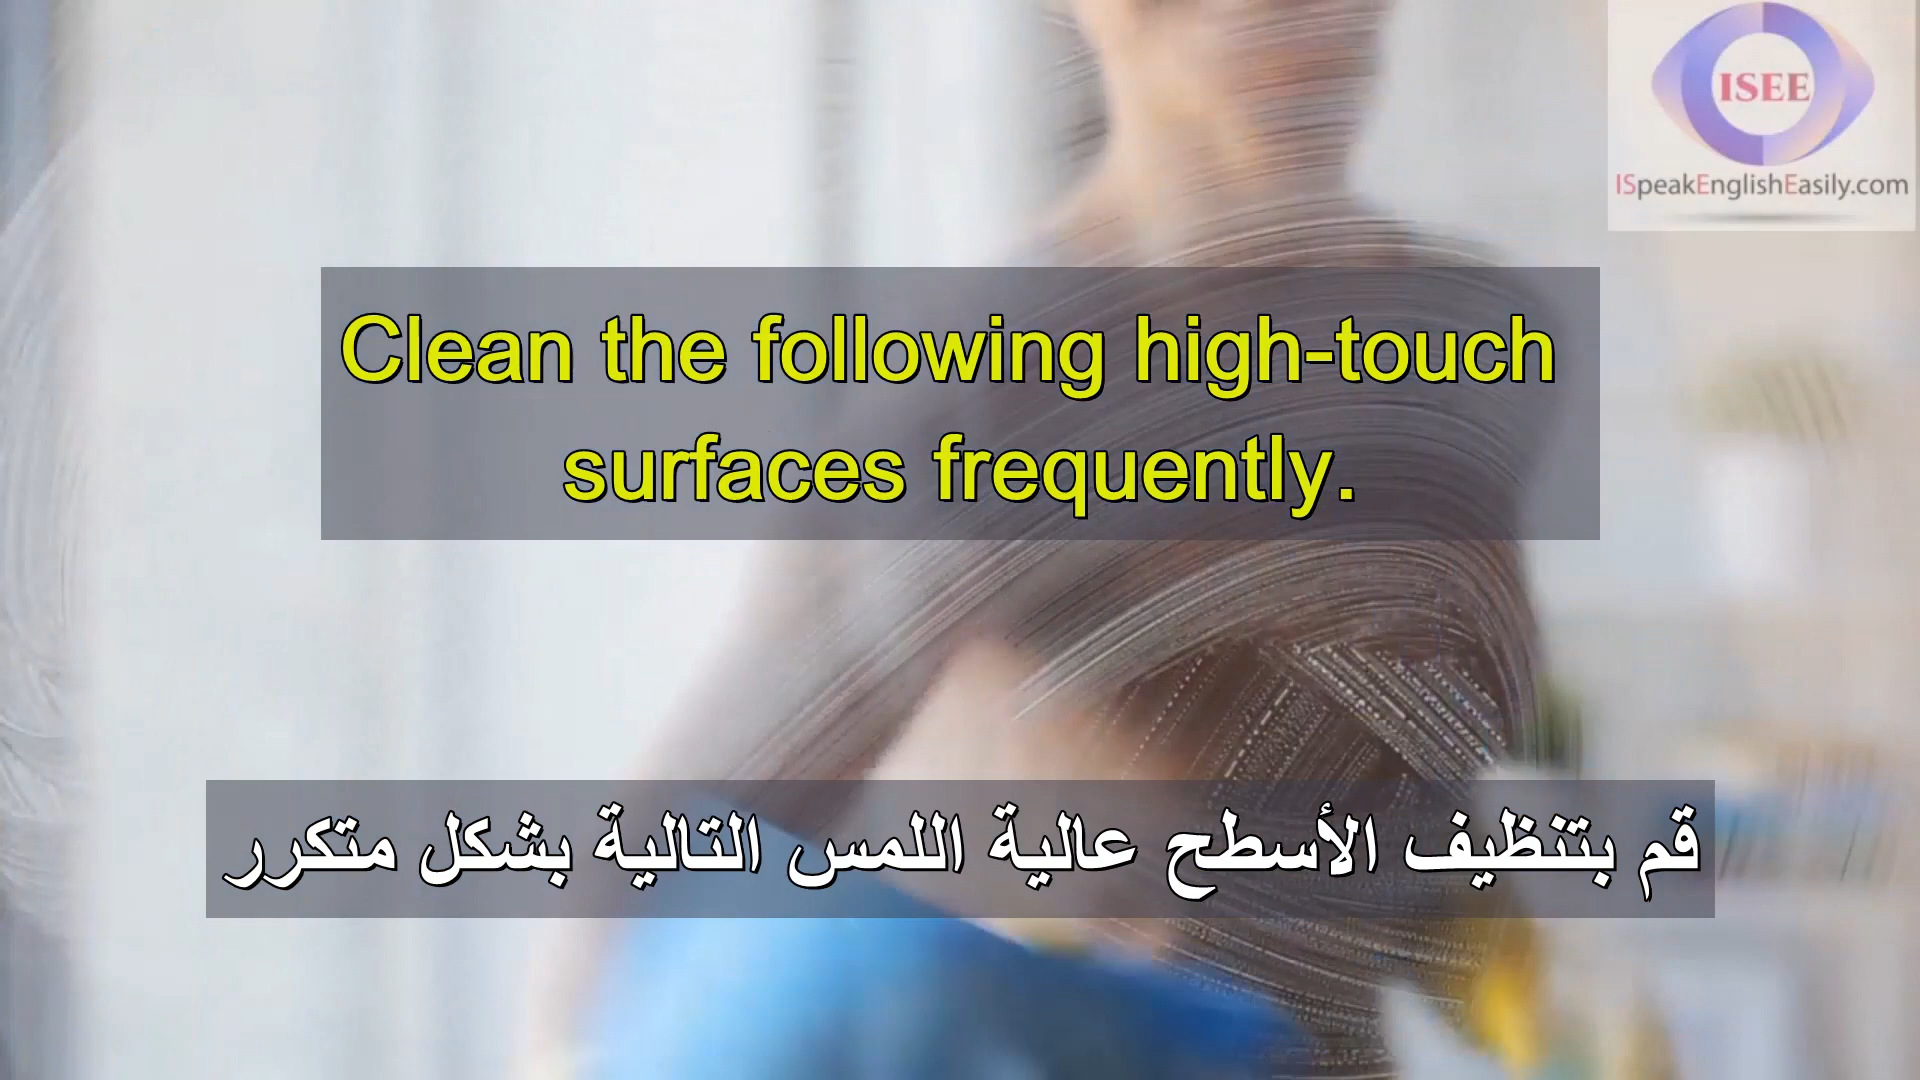 ISEE
ISpeakEnglishEasily.com
Clean the following high-touch
surfaces frequently.
قم بتنظيف الأسطح عالية اللمس التالية بشكل متكرر